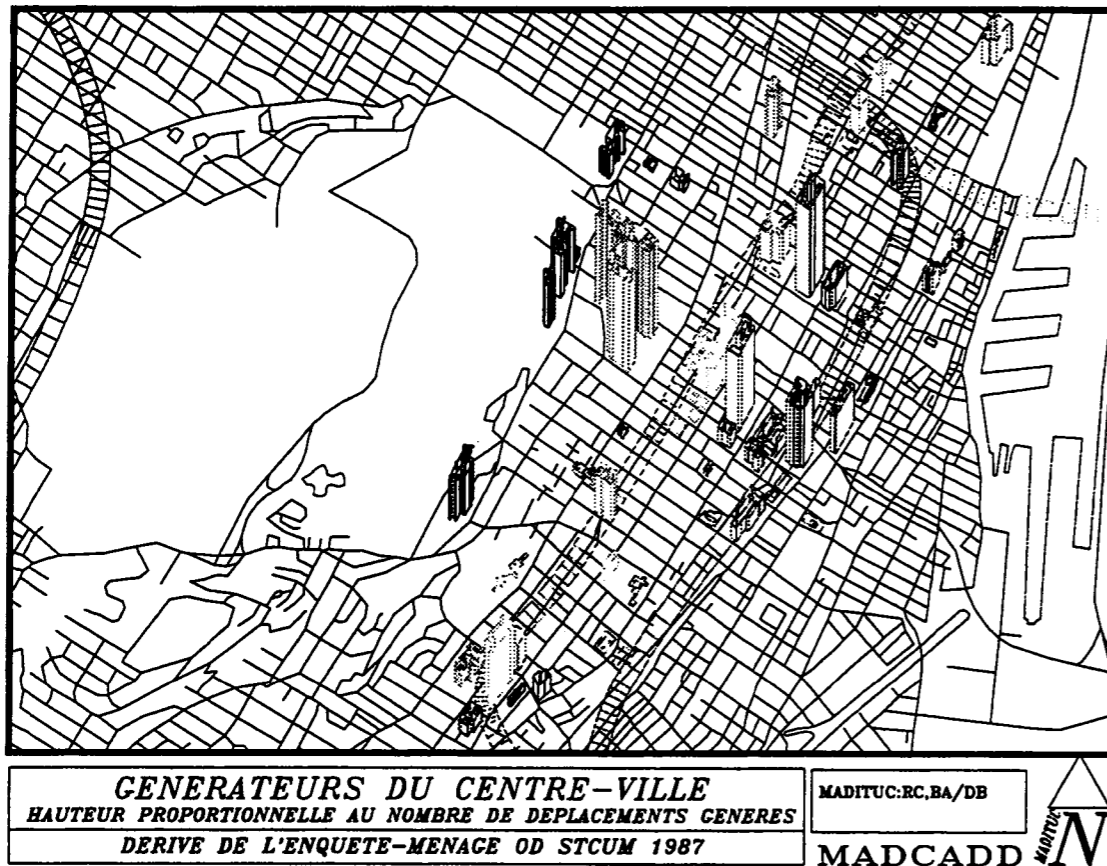 GENERATEURS DU CENTRE-VILLE
HAUTEUR PROPORTIONNELLE AU NOMBRE DE DEPLACEMENTS GENERES
DERIVE DE L'ENQUETE-MENAGE OD STCUM 1987
MADITUC:RC,BA/DB
MADCADD
MADITUC
N